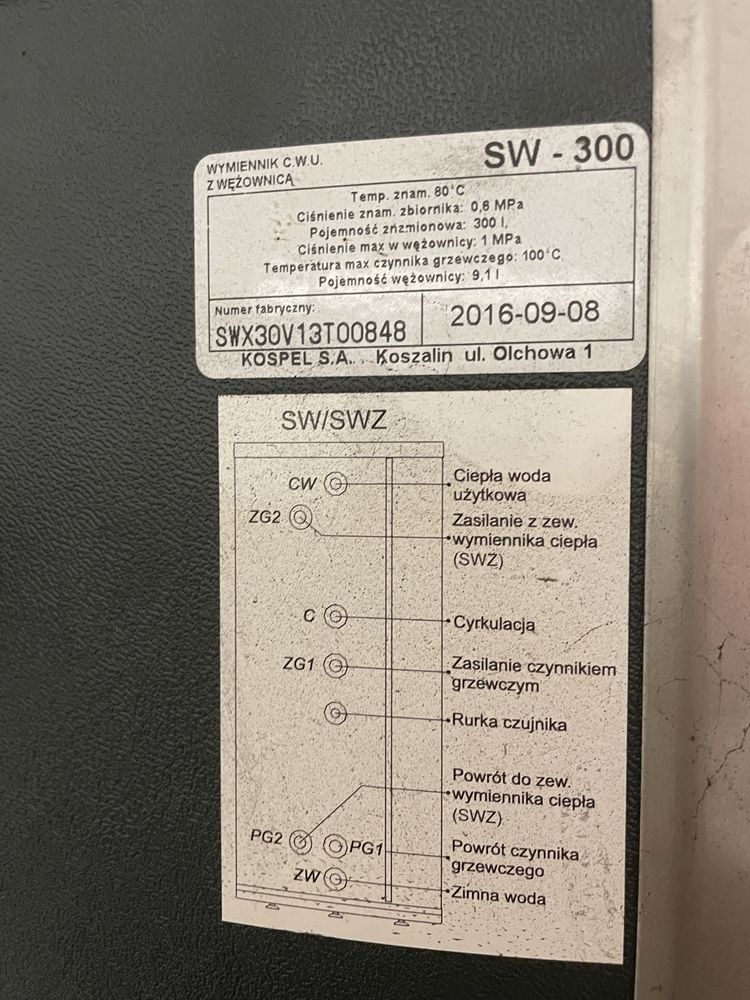 WYMIENNIK C.W.U.
Z WĘŻOWNICĄ
SW - 300
Temp. znam. 80°C
Ciśnienie znam. zbiornika: 0,6 MPa
Pojemność znzmionowa: 300 l,
Ciśnienie max w wężownicy: 1 MPa
Temperatura max czynnika grzewczego: 100°C,
Pojemność wężownicy: 9,1 l
Numer fabryczny:
SWX30V13T00848
2016-09-08
KOSPEL S.A. Koszalin ul. Olchowa 1
SW/SWZ
CW
Ciepła woda
użytkowa
ZG2
Zasilanie z zew.
wymiennika ciepła
(SWZ)
C
Cyrkulacja
ZG1
Zasilanie czynnikiem
grzewczym
Rurka czujnika
Powrót do zew.
wymiennika ciepła
(SWZ)
PG2
PG1
Powrót czynnika
grzewczego
ZW
Zimna woda